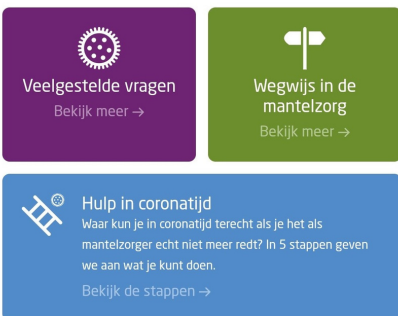 Veelgestelde vragen
Bekijk meer →
Wegwijs in de
mantelzorg
Bekijk meer →
Hulp in coronatijd
Waar kun je in coronatijd terecht als je het als
mantelzorger echt niet meer redt? In 5 stappen geven
we aan wat je kunt doen.
Bekijk de stappen →